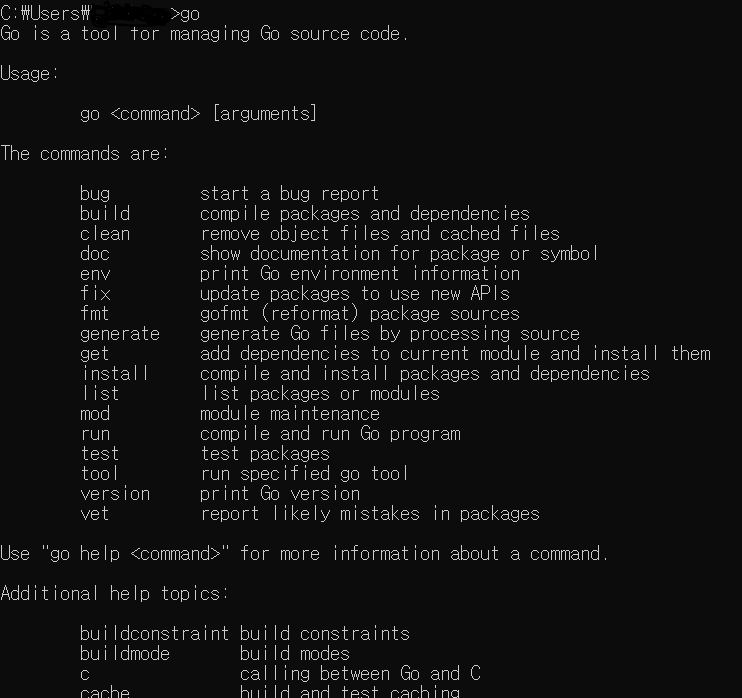 C:₩Users₩ >go
Go is a tool for managing Go source code.

Usage:

        go <command> [arguments]

The commands are:

        bug         start a bug report
        build       compile packages and dependencies
        clean       remove object files and cached files
        doc         show documentation for package or symbol
        env         print Go environment information
        fix         update packages to use new APIs
        fmt         gofmt (reformat) package sources
        generate    generate Go files by processing source
        get         add dependencies to current module and install them
        install     compile and install packages and dependencies
        list        list packages or modules
        mod         module maintenance
        run         compile and run Go program
        test        test packages
        tool        run specified go tool
        version     print Go version
        vet         report likely mistakes in packages

Use "go help <command>" for more information about a command.

Additional help topics:

        buildconstraint build constraints
        buildmode       build modes
        c               calling between Go and C
        cache           build and test caching